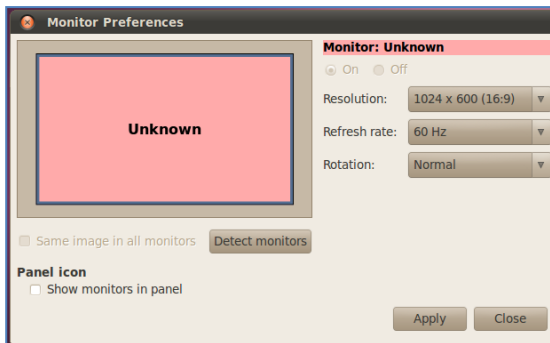 Monitor Preferences
Monitor: Unknown
On Off
Unknown
Resolution: 1024 x 600 (16:9)
Refresh rate: 60 Hz
Rotation: Normal
Same image in all monitors Detect monitors
Panel icon
Show monitors in panel
Apply Close